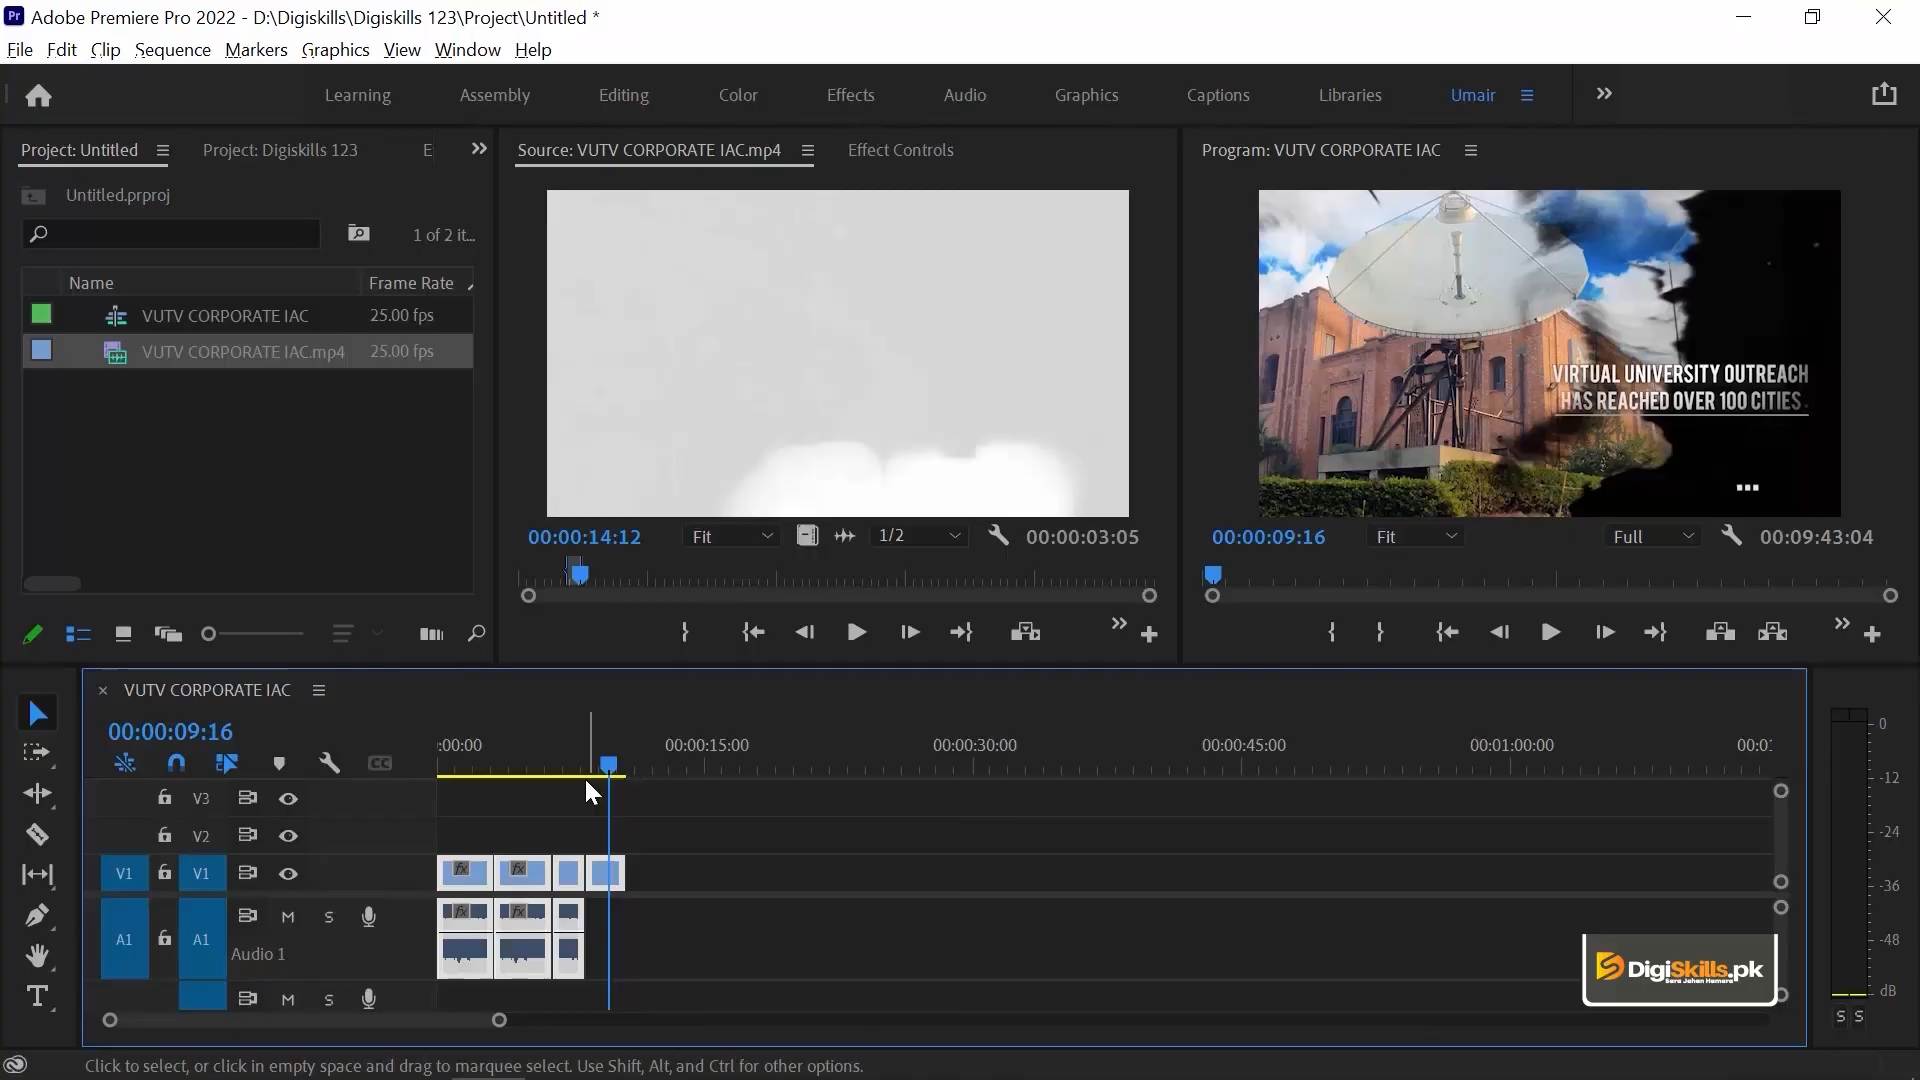 Pr Adobe Premiere Pro 2022 - D:\Digiskills\Digiskills 123\Project\Untitled *
File Edit Clip Sequence Markers Graphics View Window Help
Learning Assembly Editing Color Effects Audio Graphics Captions Libraries Umair
Project: Untitled Project: Digiskills 123 E
Source: VUTV CORPORATE IAC.mp4 Effect Controls
Program: VUTV CORPORATE IAC
Untitled.prproj
1 of 2 it...
Name Frame Rate
VUTV CORPORATE IAC 25.00 fps
VUTV CORPORATE IAC.mp4 25.00 fps
VIRTUAL UNIVERSITY OUTREACH
HAS REACHED OVER 100 CITIES
00:00:14:12 Fit 1/2 00:00:03:05
00:00:09:16 Fit Full 00:09:43:04
VUTV CORPORATE IAC
00:00:09:16
:00:00 00:00:15:00 00:00:30:00 00:00:45:00 00:01:00:00 00:01:
CC
V3
V2
V1 V1
fx fx
A1 A1 M S
fx fx
Audio 1
M S
0
-12
-24
-36
-48
dB
S S
DigiSkills.pk
Seva Jahan Hamara
Click to select, or click in empty space and drag to marquee select. Use Shift, Alt, and Ctrl for other options.